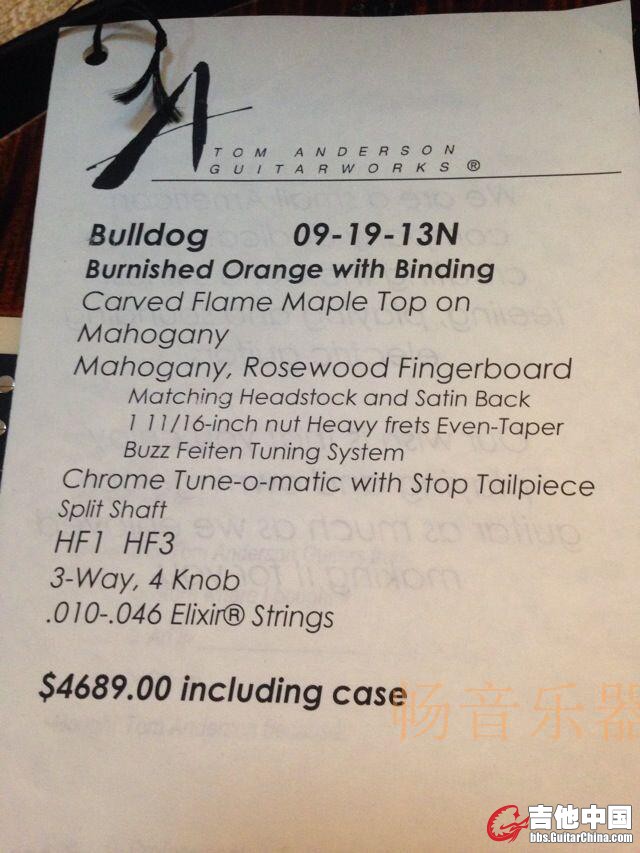 TOM ANDERSON
GUITARWORKS®
Bulldog 09-19-13N
Burnished Orange with Binding
Carved Flame Maple Top on
Mahogany
Mahogany, Rosewood Fingerboard
Matching Headstock and Satin Back
1 11/16-inch nut Heavy frets Even-Taper
Buzz Feiten Tuning System
Chrome Tune-o-matic with Stop Tailpiece
Split Shaft
HF1 HF3
3-Way, 4 Knob
.010-.046 Elixir® Strings
$4689.00 including case
畅音乐器
吉他中国
bbs.GuitarChina.com